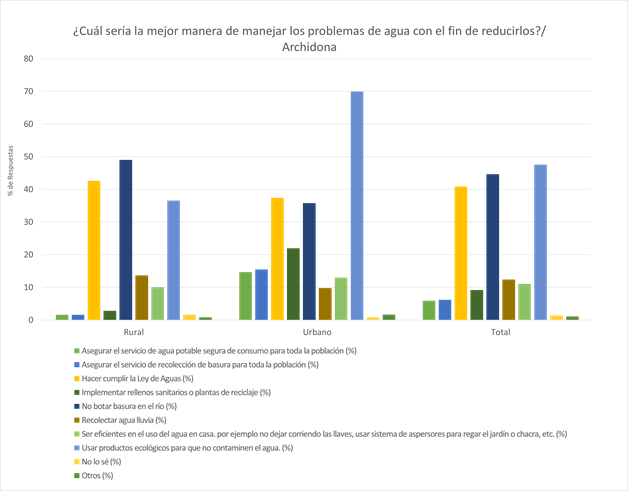 ¿Cuál sería la mejor manera de manejar los problemas de agua con el fin de reducirlos?/
Archidona
80
70
60
50
40
30
20
10
0
% de Respuestas
Rural
Urbano
Total
Asegurar el servicio de agua potable segura de consumo para toda la población (%)
Asegurar el servicio de recolección de basura para toda la población (%)
Hacer cumplir la Ley de Aguas (%)
Implementar rellenos sanitarios o plantas de reciclaje (%)
No botar basura en el río (%)
Recolectar agua lluvia (%)
Ser eficientes en el uso del agua en casa. por ejemplo no dejar corriendo las llaves, usar sistema de aspersores para regar el jardín o chacra, etc. (%)
Usar productos ecológicos para que no contaminen el agua. (%)
No lo sé (%)
Otros (%)